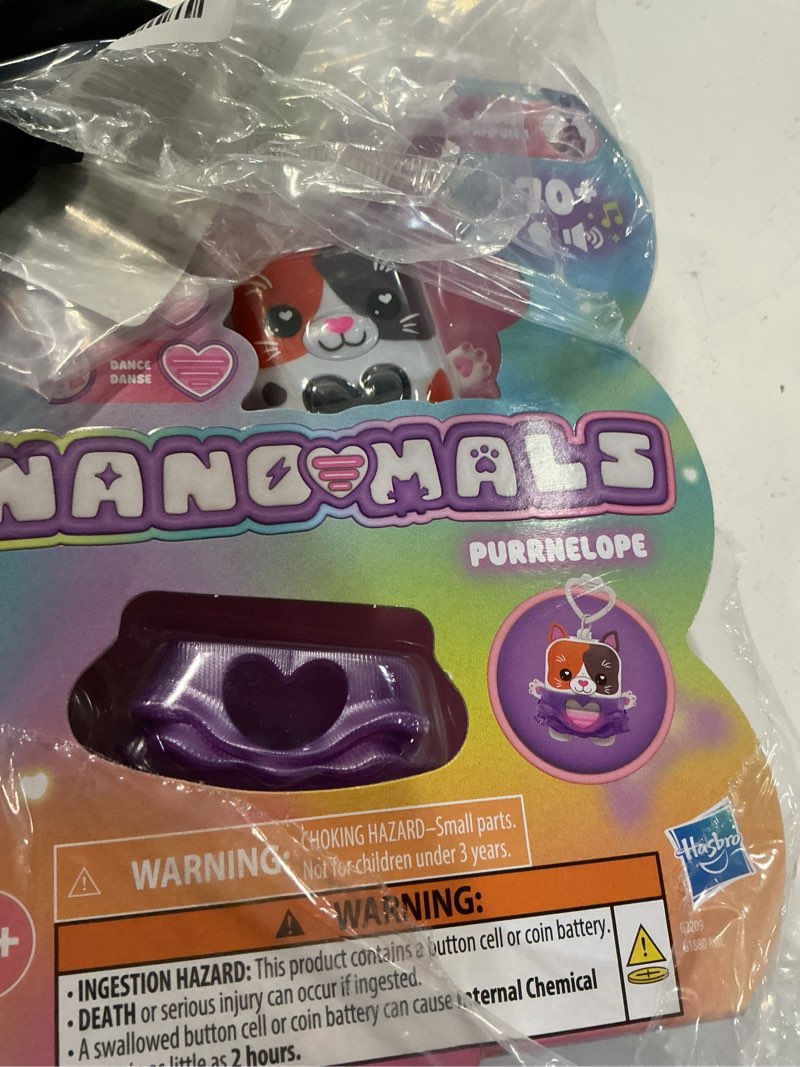 10+
DANCE
DANSE
NANO MALS
PURRNELOPE
WARNING: CHOKING HAZARD–Small parts.
Not for children under 3 years.
Hasbro
WARNING:
• INGESTION HAZARD: This product contains a button cell or coin battery.
• DEATH or serious injury can occur if ingested.
• A swallowed button cell or coin battery can cause Internal Chemical
little as 2 hours.
+
G2209